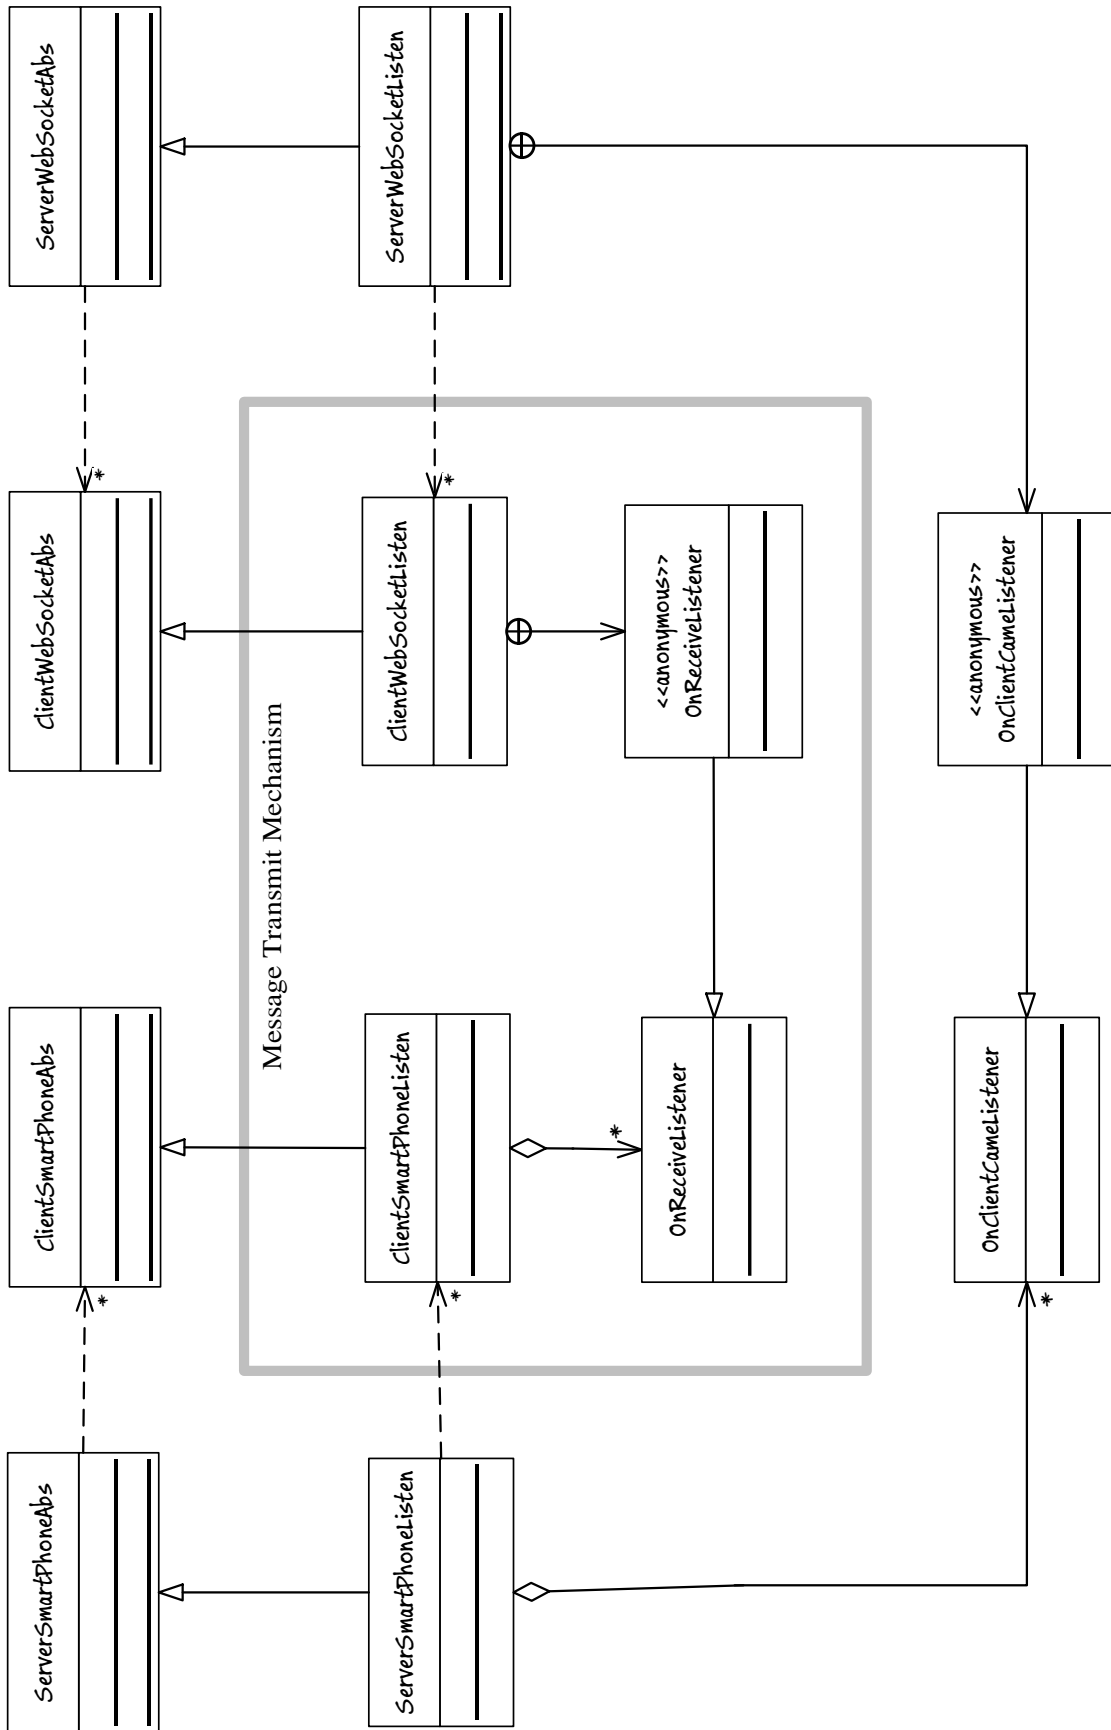 ServerSmartPhoneAbs
*
ClientSmartPhoneAbs
ClientWebSocketAbs
*
ServerWebSocketAbs
Message Transmit Mechanism
ServerSmartPhoneListen
*
ClientSmartPhoneListen
ClientWebSocketListen
*
ServerWebSocketListen
*
OnReceiveListener
<<anonymous>>
OnReceiveListener
*
OnClientCameListener
<<anonymous>>
OnClientCameListener